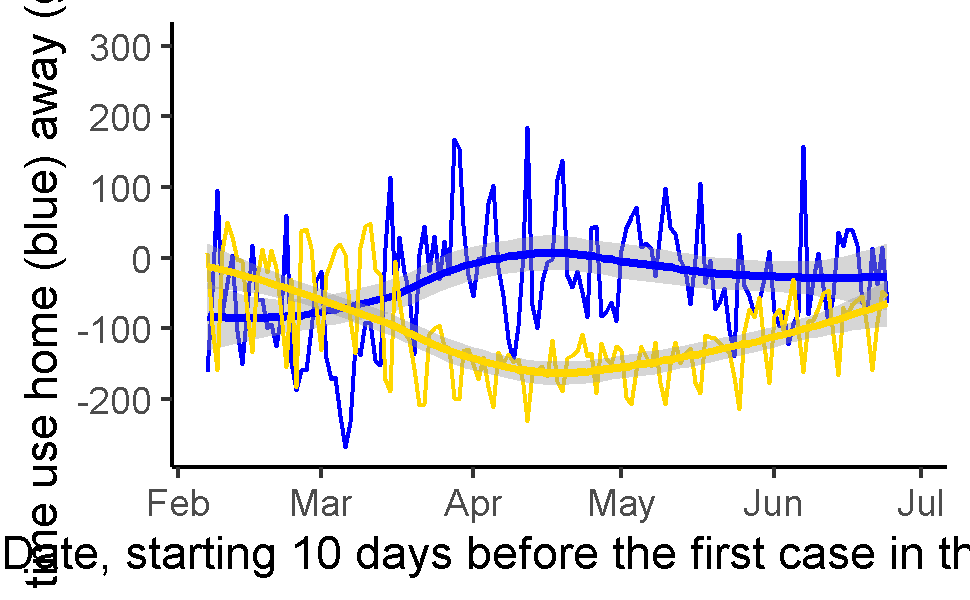 time use home (blue) away (
300
200
100
0
-100
-200
Feb Mar Apr May Jun Jul
Date, starting 10 days before the first case in th